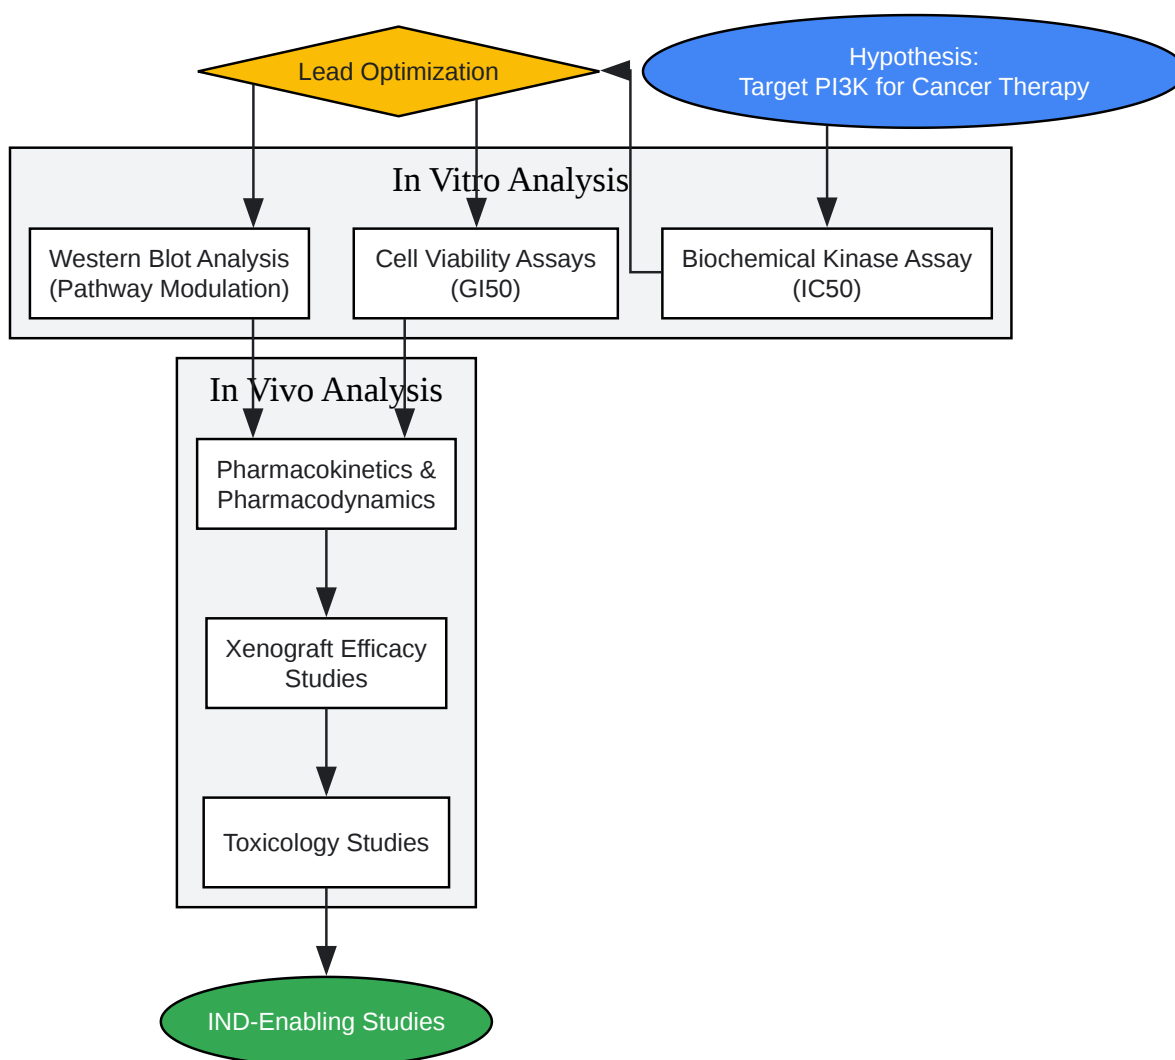 Lead Optimization
Hypothesis:
Target PI3K for Cancer Therapy
In Vitro Analysis
Western Blot Analysis
(Pathway Modulation)
Cell Viability Assays
(GI50)
Biochemical Kinase Assay
(IC50)
In Vivo Analysis
Pharmacokinetics &
Pharmacodynamics
Xenograft Efficacy
Studies
Toxicology Studies
IND-Enabling Studies